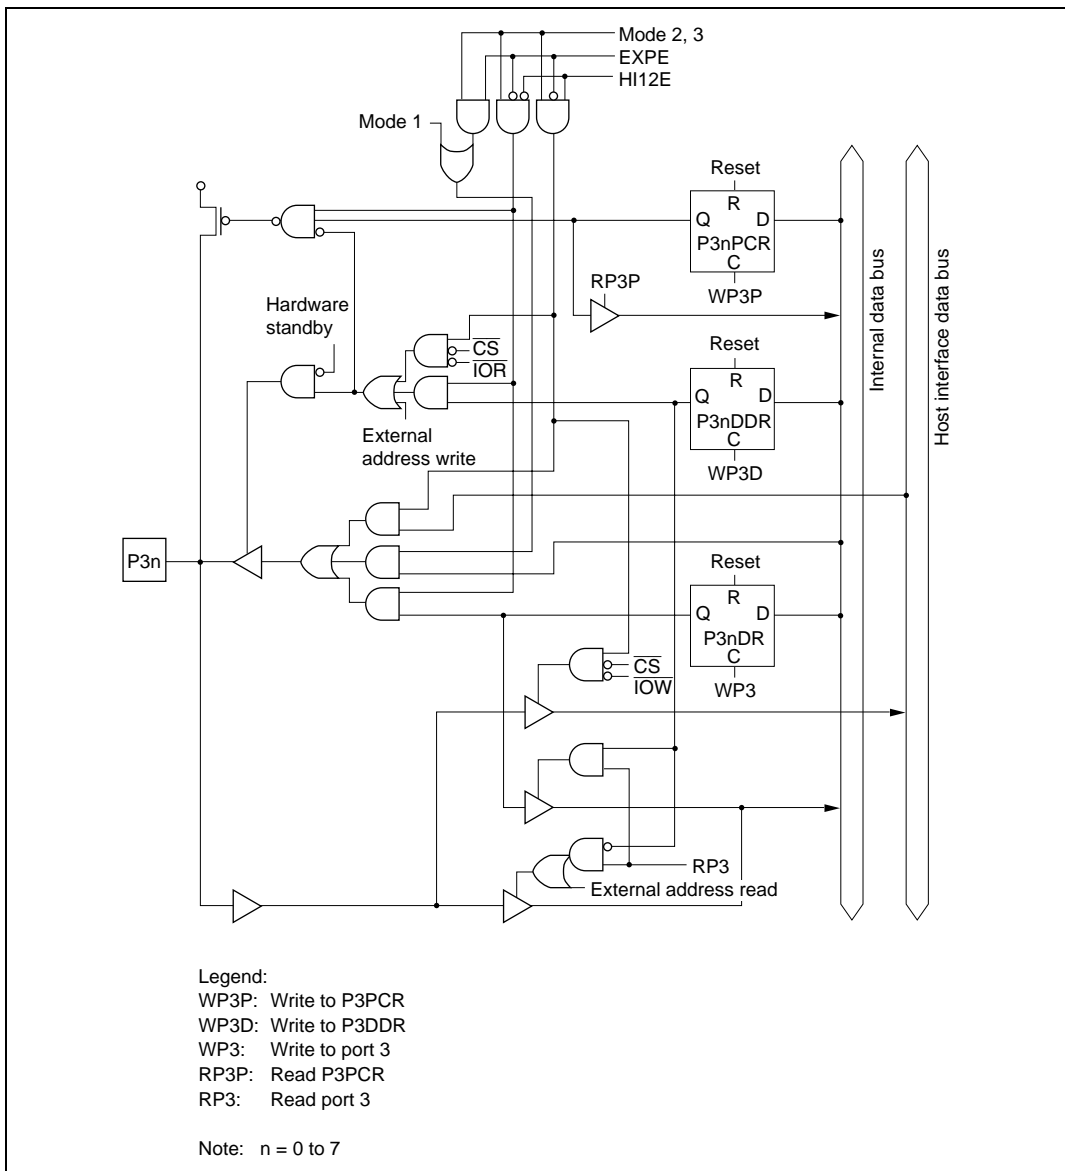 Mode 2, 3
EXPE
HI12E
Mode 1
Reset
R
Q D
P3nPCR
C
WP3P
RP3P
Hardware
standby
CS
IOR
Reset
R
Q D
P3nDDR
C
WP3D
External
address write
Internal data bus
Host interface data bus
P3n
Reset
R
Q D
P3nDR
C
WP3
CS
IOW
RP3
External address read
Legend:
WP3P: Write to P3PCR
WP3D: Write to P3DDR
WP3: Write to port 3
RP3P: Read P3PCR
RP3: Read port 3
Note: n = 0 to 7